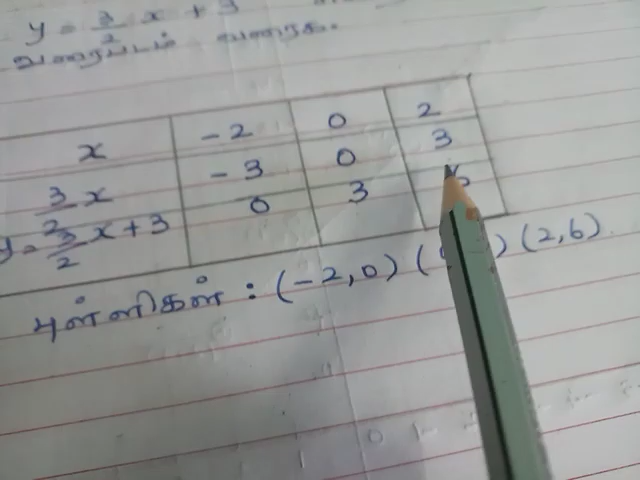 y = 3/2 x + 3
வரைபடம் வரைக.
x -2 0 2
3/2 x -3 0 3
y = 3/2 x + 3 0 3 6
புள்ளிகள் : (-2,0) ( ) (2,6)